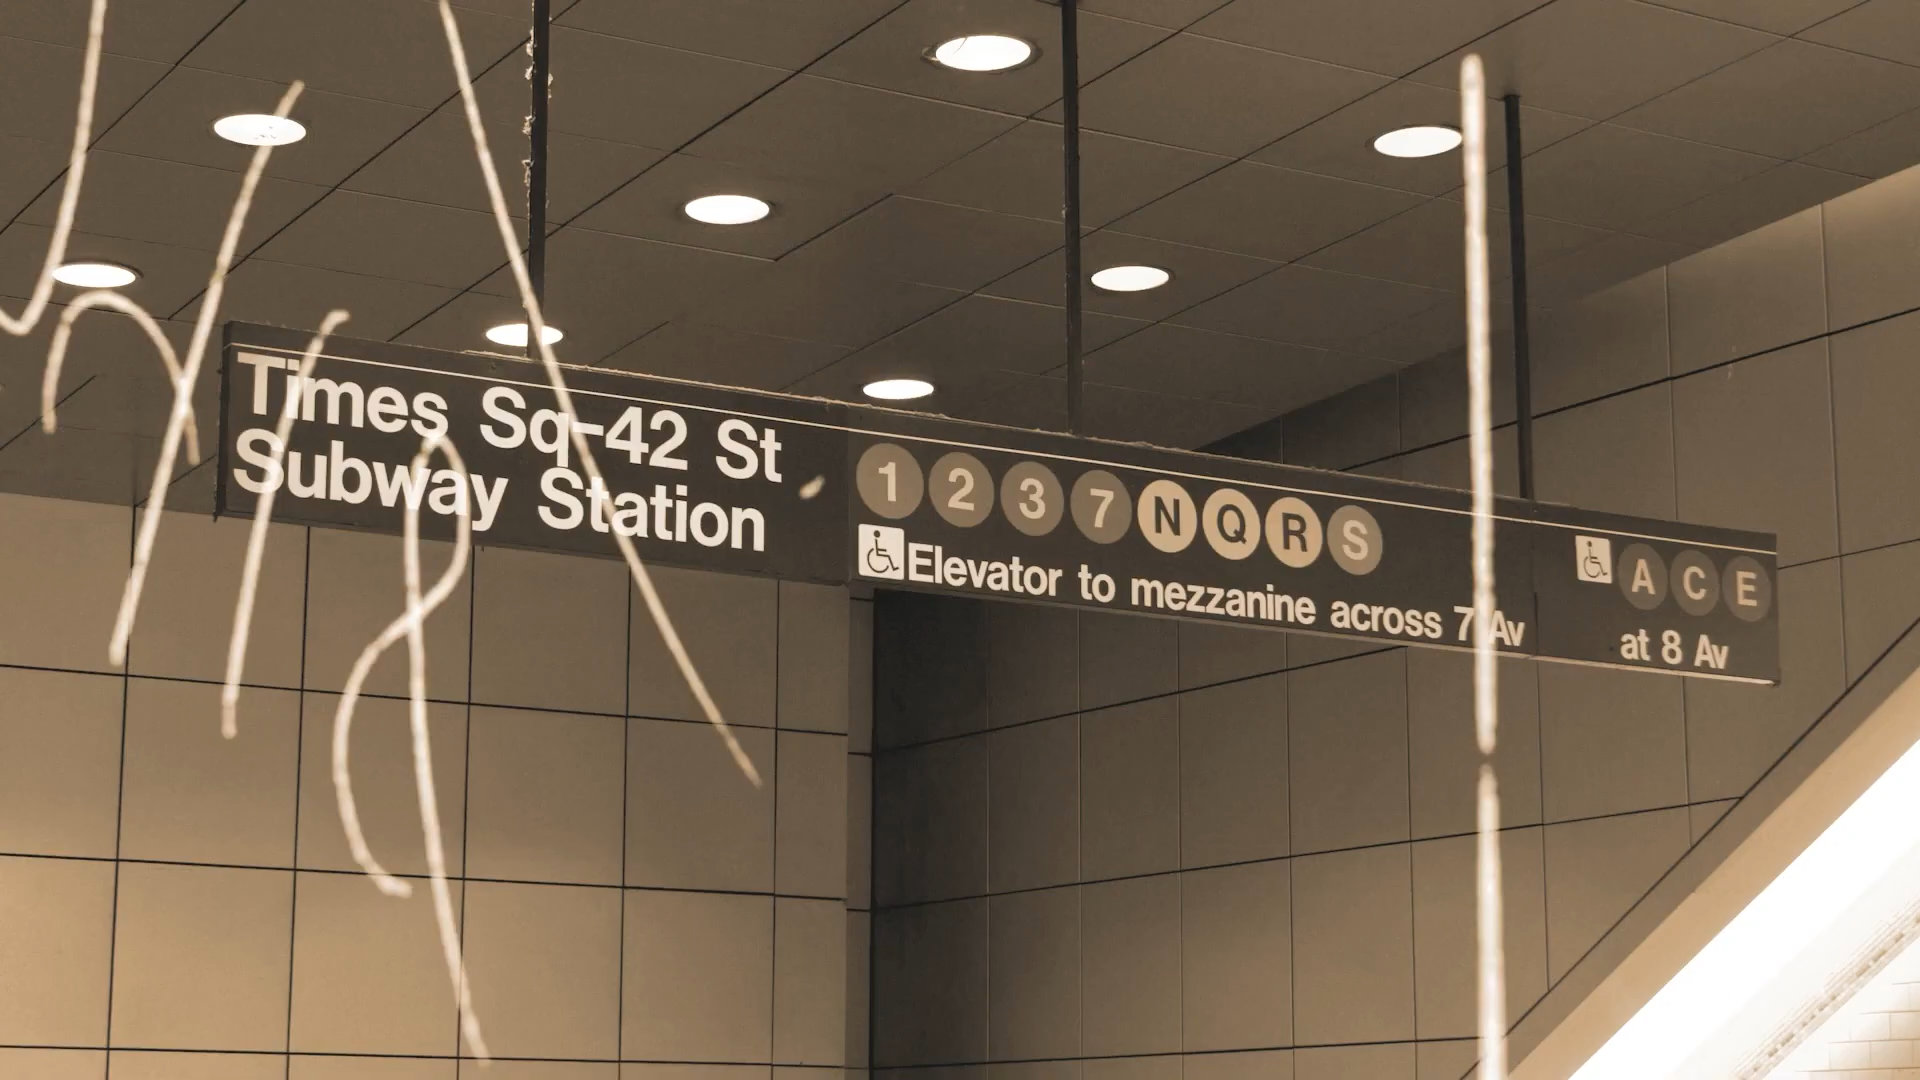 Times Sq-42 St
Subway Station
1 2 3 7 N Q R S
Elevator to mezzanine across 7 Av
A C E
at 8 Av